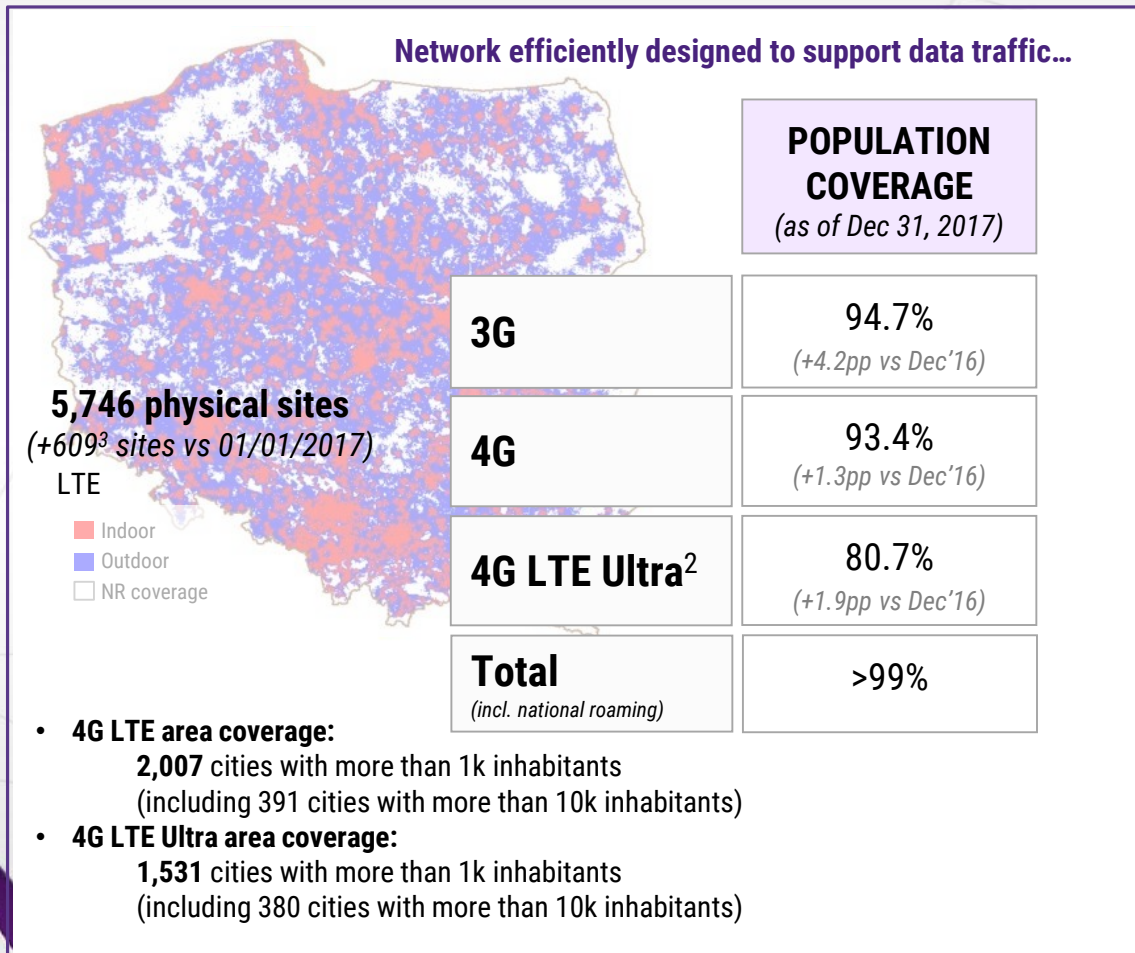 Network efficiently designed to support data traffic…
POPULATION
COVERAGE
(as of Dec 31, 2017)
3G
94.7%
(+4.2pp vs Dec’16)
4G
93.4%
(+1.3pp vs Dec’16)
4G LTE Ultra²
80.7%
(+1.9pp vs Dec’16)
Total
(incl. national roaming)
>99%
5,746 physical sites
(+609³ sites vs 01/01/2017)
LTE
Indoor
Outdoor
NR coverage
• 4G LTE area coverage:
2,007 cities with more than 1k inhabitants
(including 391 cities with more than 10k inhabitants)
• 4G LTE Ultra area coverage:
1,531 cities with more than 1k inhabitants
(including 380 cities with more than 10k inhabitants)